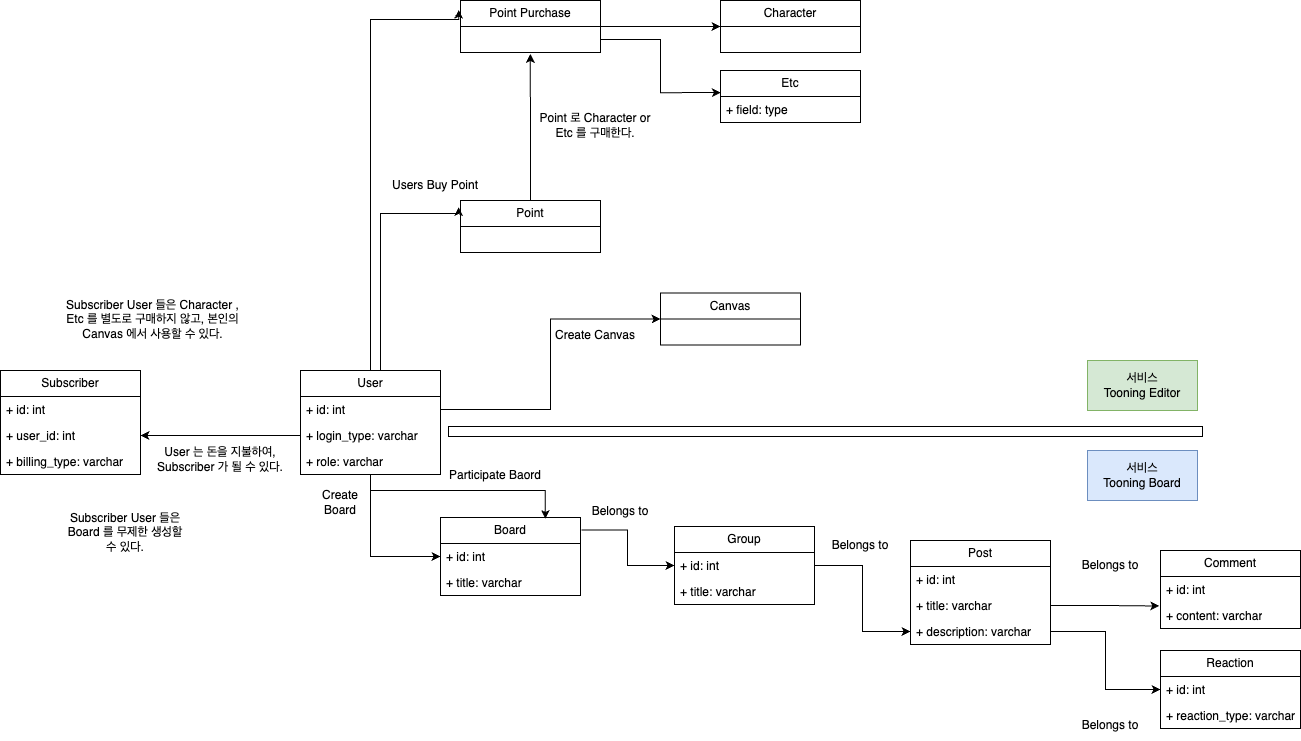 Point Purchase
Character
Etc
+ field: type
Point 로 Character or
Etc 를 구매한다.
Users Buy Point
Point
Subscriber User 들은 Character ,
Etc 를 별도로 구매하지 않고, 본인의
Canvas 에서 사용할 수 있다.
Canvas
Create Canvas
Subscriber
+ id: int
+ user_id: int
+ billing_type: varchar
User 는 돈을 지불하여,
Subscriber 가 될 수 있다.
User
+ id: int
+ login_type: varchar
+ role: varchar
서비스
Tooning Editor
서비스
Tooning Board
Participate Baord
Create
Board
Subscriber User 들은
Board 를 무제한 생성할
수 있다.
Board
+ id: int
+ title: varchar
Belongs to
Group
+ id: int
+ title: varchar
Belongs to
Post
+ id: int
+ title: varchar
+ description: varchar
Belongs to
Comment
+ id: int
+ content: varchar
Reaction
+ id: int
+ reaction_type: varchar
Belongs to